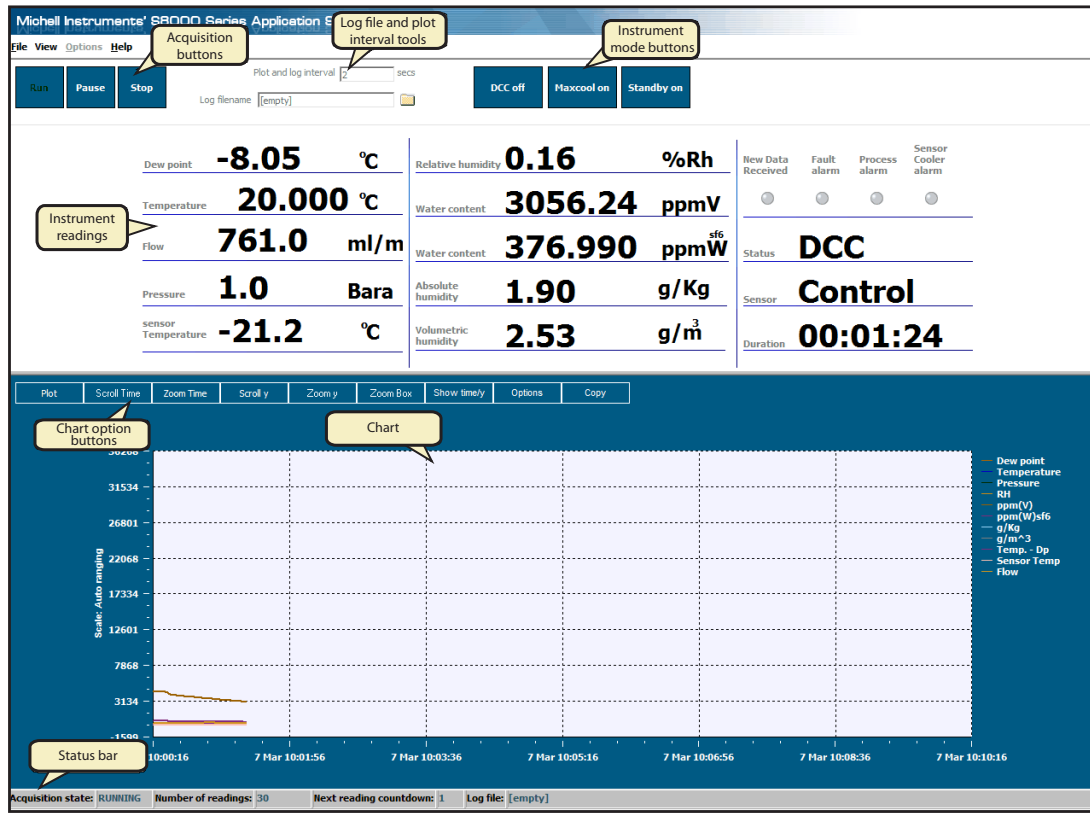 Michell Instruments' S8000 Series Application S
File View Options Help
Acquisition buttons
Log file and plot interval tools
Instrument mode buttons
Run Pause Stop
Plot and log interval 2 secs
Log filename [empty]
DCC off Maxcool on Standby on
Instrument readings
Dew point -8.05 °C
Temperature 20.000 °C
Flow 761.0 ml/m
Pressure 1.0 Bara
sensor Temperature -21.2 °C
Relative humidity 0.16 %Rh
Water content 3056.24 ppmV
Water content 376.990 ppmW sf6
Absolute humidity 1.90 g/Kg
Volumetric humidity 2.53 g/m3
New Data Received
Fault alarm
Process alarm
Sensor Cooler alarm
Status DCC
Sensor Control
Duration 00:01:24
Plot Scroll Time Zoom Time Scroll y Zoom y Zoom Box Show time/y Options Copy
Chart option buttons
Chart
36268
31534
26801
22068
17334
12601
7868
3134
-1599
Scale: Auto ranging
Dew point
Temperature
Pressure
RH
ppm(V)
ppm(W)sf6
g/Kg
g/m^3
Temp. - Dp
Sensor Temp
Flow
Status bar
10:00:16 7 Mar 10:01:56 7 Mar 10:03:36 7 Mar 10:05:16 7 Mar 10:06:56 7 Mar 10:08:36 7 Mar 10:10:16
Acquisition state: RUNNING Number of readings: 30 Next reading countdown: 1 Log file: [empty]